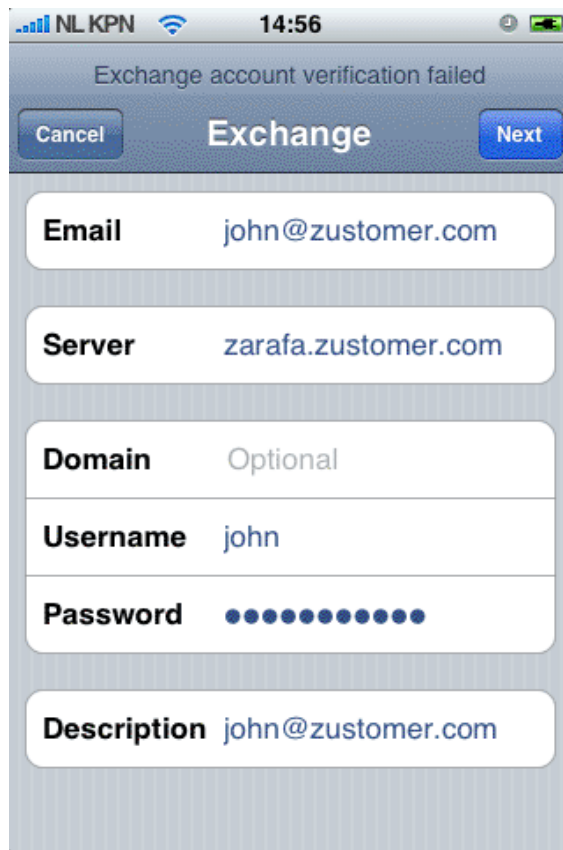 NL KPN 14:56
Exchange account verification failed
Cancel Exchange Next
Email john@zustomer.com
Server zarafa.zustomer.com
Domain Optional
Username john
Password ●●●●●●●●●●●
Description john@zustomer.com